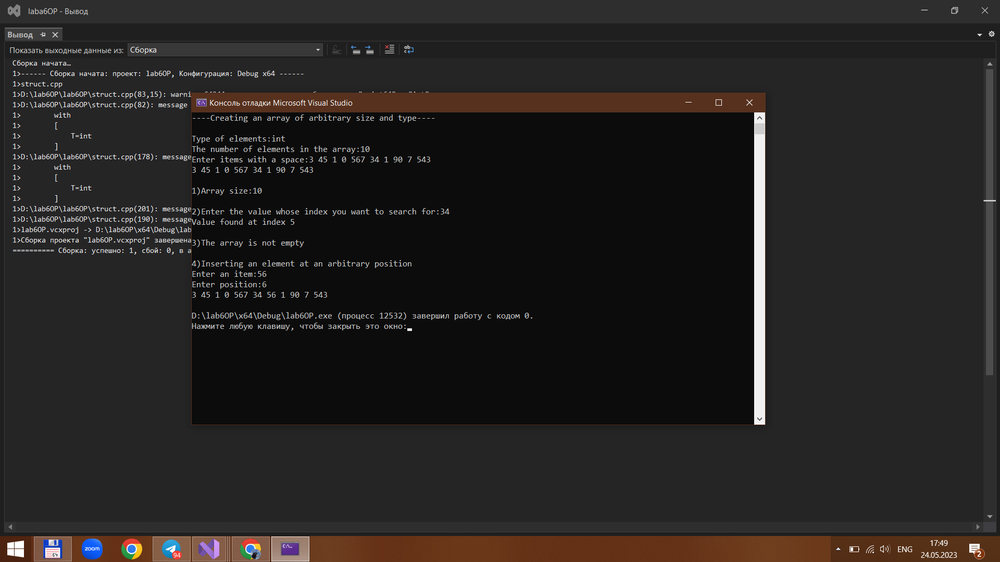 laba6OP - Вывод
Вывод
Показать выходные данные из: Сборка
Сборка начата…
1>------ Сборка начата: проект: lab6OP, Конфигурация: Debug x64 ------
1>struct.cpp
1>D:\lab6OP\lab6OP\struct.cpp(83,15): warni
1>D:\lab6OP\lab6OP\struct.cpp(82): message
1>        with
1>        [
1>            T=int
1>        ]
1>D:\lab6OP\lab6OP\struct.cpp(178): message
1>        with
1>        [
1>            T=int
1>        ]
1>D:\lab6OP\lab6OP\struct.cpp(201): message
1>D:\lab6OP\lab6OP\struct.cpp(190): message
1>lab6OP.vcxproj -> D:\lab6OP\x64\Debug\lab
1>Сборка проекта "lab6OP.vcxproj" завершена
========== Сборка: успешно: 1, сбой: 0, в а
Консоль отладки Microsoft Visual Studio
----Creating an array of arbitrary size and type----
Type of elements:int
The number of elements in the array:10
Enter items with a space:3 45 1 0 567 34 1 90 7 543
3 45 1 0 567 34 1 90 7 543
1)Array size:10
2)Enter the value whose index you want to search for:34
Value found at index 5
3)The array is not empty
4)Inserting an element at an arbitrary position
Enter an item:56
Enter position:6
3 45 1 0 567 34 56 1 90 7 543
D:\lab6OP\x64\Debug\lab6OP.exe (процесс 12532) завершил работу с кодом 0.
Нажмите любую клавишу, чтобы закрыть это окно:
64
zoom
94
ENG
17:49
24.05.2023
2